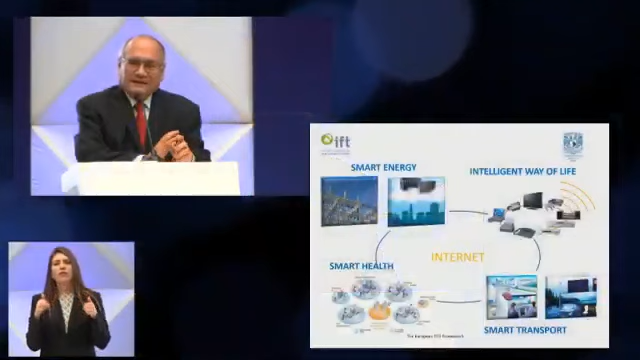 ift
SMART ENERGY
INTELLIGENT WAY OF LIFE
SMART HEALTH
INTERNET
SMART TRANSPORT